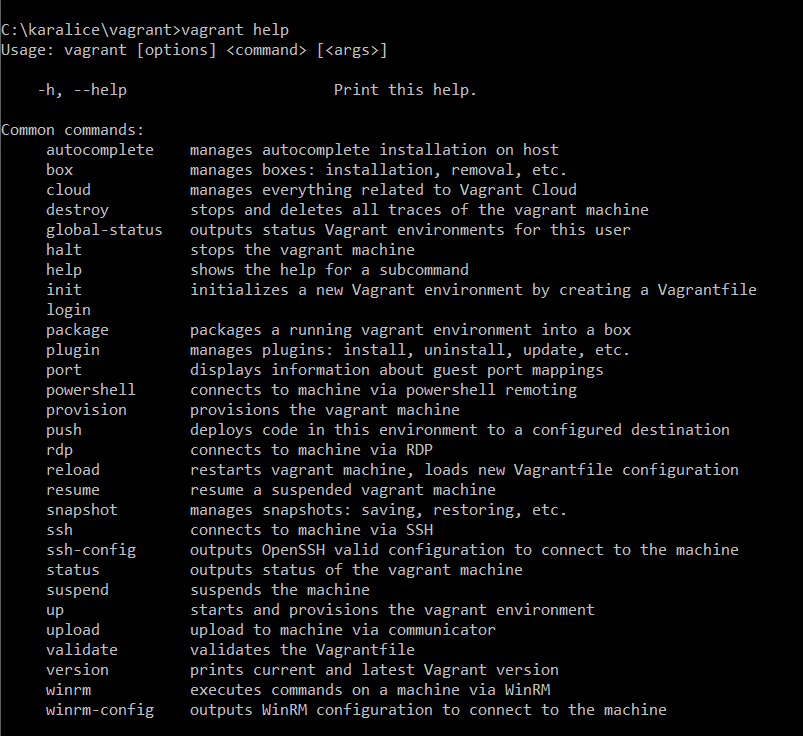 C:\karalice\vagrant>vagrant help
Usage: vagrant [options] <command> [<args>]
-h, --help                       Print this help.
Common commands:
autocomplete    manages autocomplete installation on host
box             manages boxes: installation, removal, etc.
cloud           manages everything related to Vagrant Cloud
destroy         stops and deletes all traces of the vagrant machine
global-status   outputs status Vagrant environments for this user
halt            stops the vagrant machine
help            shows the help for a subcommand
init            initializes a new Vagrant environment by creating a Vagrantfile
login
package         packages a running vagrant environment into a box
plugin          manages plugins: install, uninstall, update, etc.
port            displays information about guest port mappings
powershell      connects to machine via powershell remoting
provision       provisions the vagrant machine
push            deploys code in this environment to a configured destination
rdp             connects to machine via RDP
reload          restarts vagrant machine, loads new Vagrantfile configuration
resume          resume a suspended vagrant machine
snapshot        manages snapshots: saving, restoring, etc.
ssh             connects to machine via SSH
ssh-config      outputs OpenSSH valid configuration to connect to the machine
status          outputs status of the vagrant machine
suspend         suspends the machine
up              starts and provisions the vagrant environment
upload          upload to machine via communicator
validate        validates the Vagrantfile
version         prints current and latest Vagrant version
winrm           executes commands on a machine via WinRM
winrm-config    outputs WinRM configuration to connect to the machine